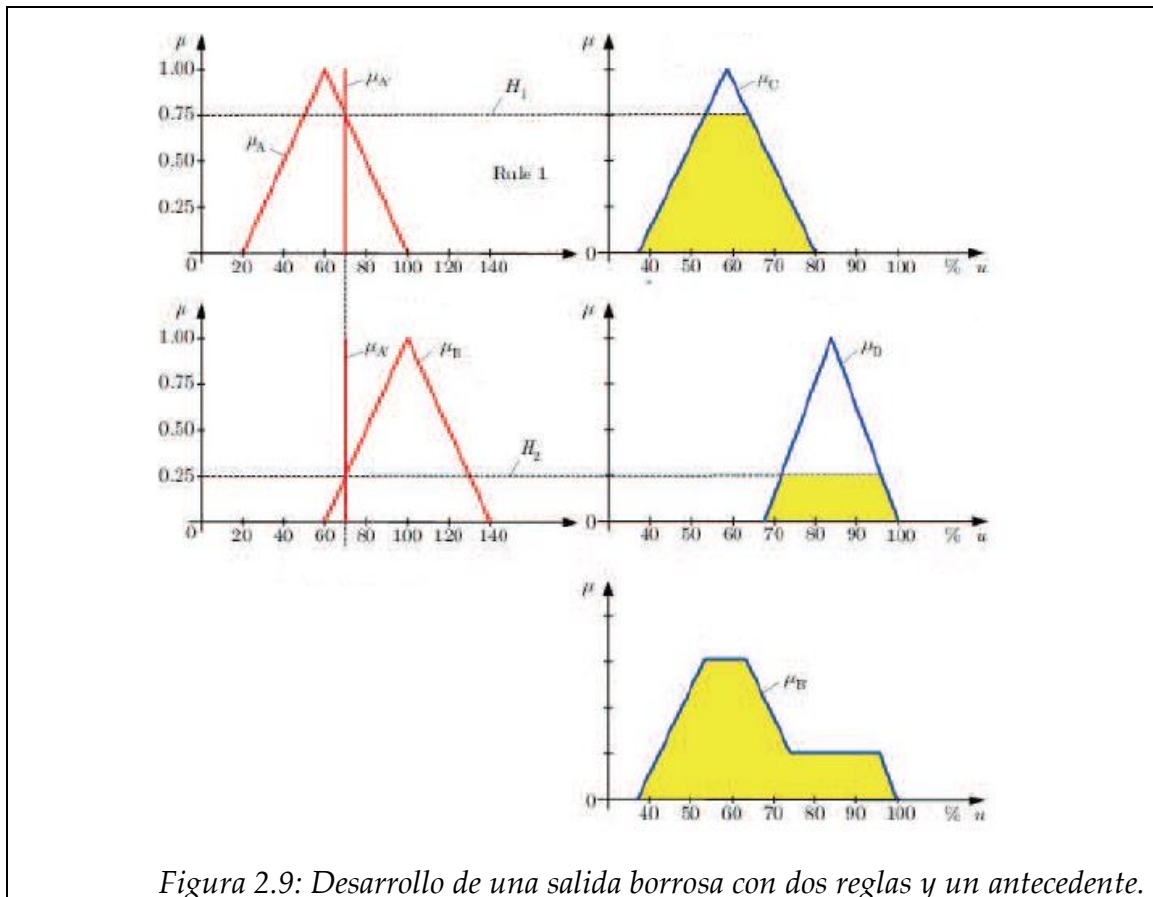 μ
1.00
0.75
0.50
0.25
0
20 40 60 80 100 120 140
μA
μA'
H1
Rule 1
μ
0
40 50 60 70 80 90 100 % u
μC
μ
1.00
0.75
0.50
0.25
0
20 40 60 80 100 120 140
μA'
μB
H2
μ
0
40 50 60 70 80 90 100 % u
μD
μ
0
40 50 60 70 80 90 100 % u
μB'
Figura 2.9: Desarrollo de una salida borrosa con dos reglas y un antecedente.